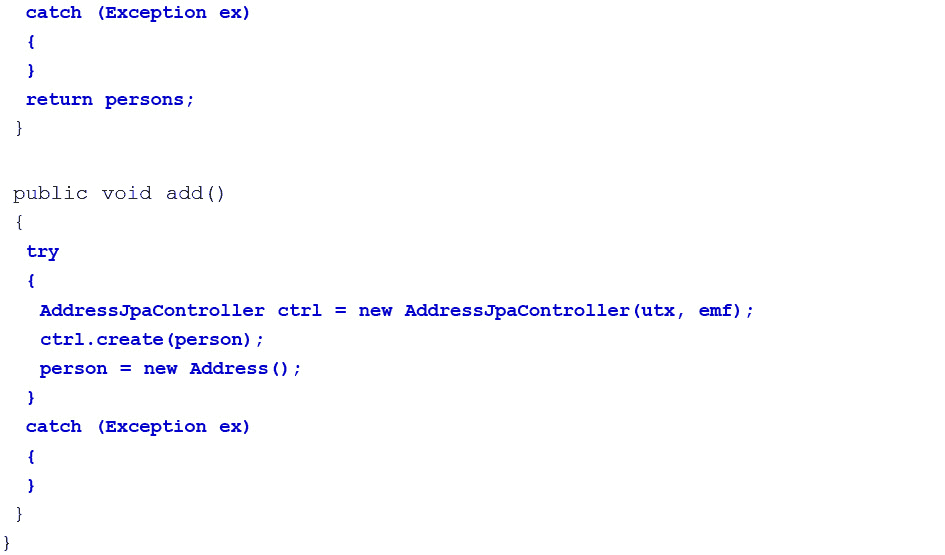 catch (Exception ex)
{
}
return persons;
}
public void add()
{
try
{
AddressJpaController ctrl = new AddressJpaController(utx, emf);
ctrl.create(person);
person = new Address();
}
catch (Exception ex)
{
}
}
}